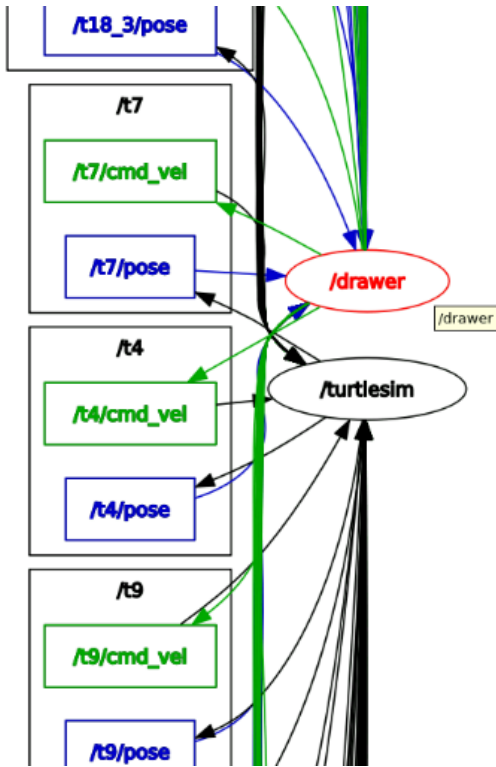 /t18_3/pose
/t7
/t7/cmd_vel
/t7/pose
/drawer
/drawer
/t4
/turtlesim
/t4/cmd_vel
/t4/pose
/t9
/t9/cmd_vel
/t9/pose